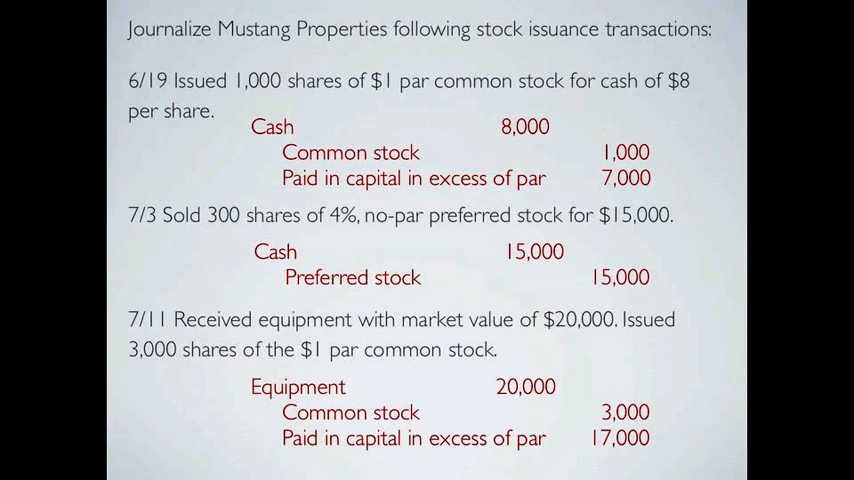 Journalize Mustang Properties following stock issuance transactions:
6/19 Issued 1,000 shares of $1 par common stock for cash of $8
per share.
Cash 8,000
Common stock 1,000
Paid in capital in excess of par 7,000
7/3 Sold 300 shares of 4%, no-par preferred stock for $15,000.
Cash 15,000
Preferred stock 15,000
7/11 Received equipment with market value of $20,000. Issued
3,000 shares of the $1 par common stock.
Equipment 20,000
Common stock 3,000
Paid in capital in excess of par 17,000